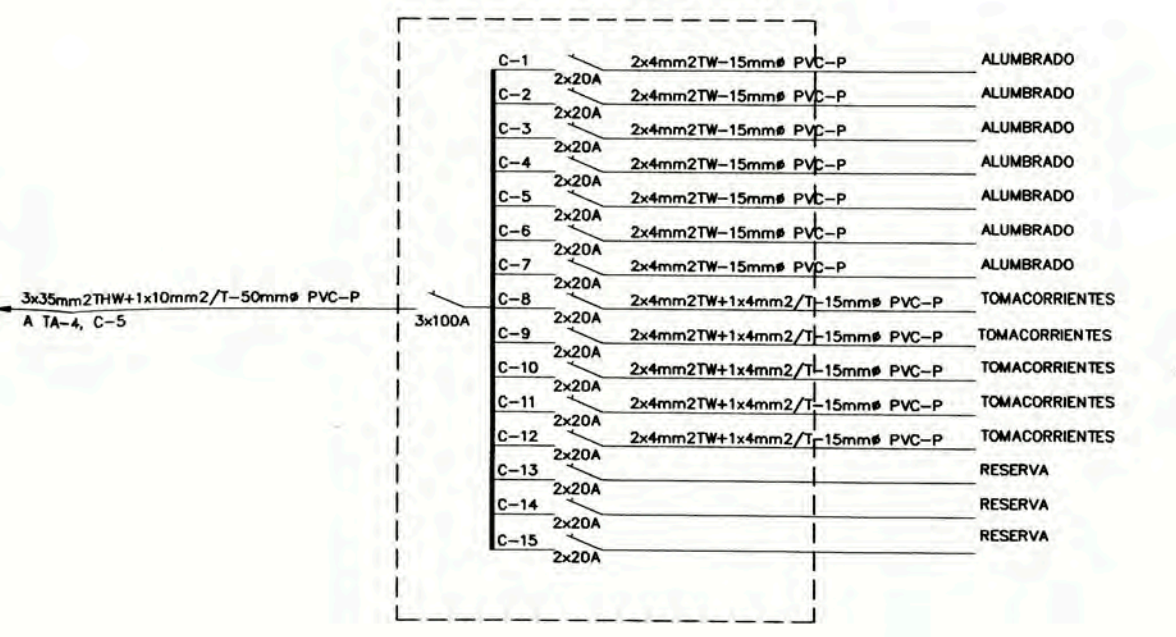 C-1 2x4mm2TW-15mmø PVC-P ALUMBRADO
2x20A
C-2 2x4mm2TW-15mmø PVC-P ALUMBRADO
2x20A
C-3 2x4mm2TW-15mmø PVC-P ALUMBRADO
2x20A
C-4 2x4mm2TW-15mmø PVC-P ALUMBRADO
2x20A
C-5 2x4mm2TW-15mmø PVC-P ALUMBRADO
2x20A
C-6 2x4mm2TW-15mmø PVC-P ALUMBRADO
2x20A
C-7 2x4mm2TW-15mmø PVC-P ALUMBRADO
2x20A
3x35mm2THW+1x10mm2/T-50mmø PVC-P
A TA-4, C-5
3x100A
C-8 2x4mm2TW+1x4mm2/T-15mmø PVC-P TOMACORRIENTES
2x20A
C-9 2x4mm2TW+1x4mm2/T-15mmø PVC-P TOMACORRIENTES
2x20A
C-10 2x4mm2TW+1x4mm2/T-15mmø PVC-P TOMACORRIENTES
2x20A
C-11 2x4mm2TW+1x4mm2/T-15mmø PVC-P TOMACORRIENTES
2x20A
C-12 2x4mm2TW+1x4mm2/T-15mmø PVC-P TOMACORRIENTES
2x20A
C-13 RESERVA
2x20A
C-14 RESERVA
2x20A
C-15 RESERVA
2x20A